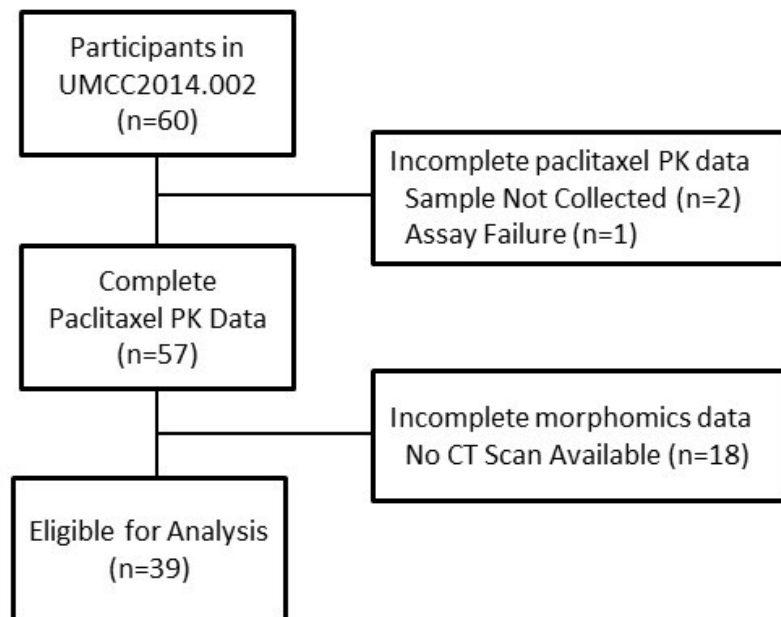 Participants in
UMCC2014.002
(n=60)
Incomplete paclitaxel PK data
Sample Not Collected (n=2)
Assay Failure (n=1)
Complete
Paclitaxel PK Data
(n=57)
Incomplete morphomics data
No CT Scan Available (n=18)
Eligible for Analysis
(n=39)